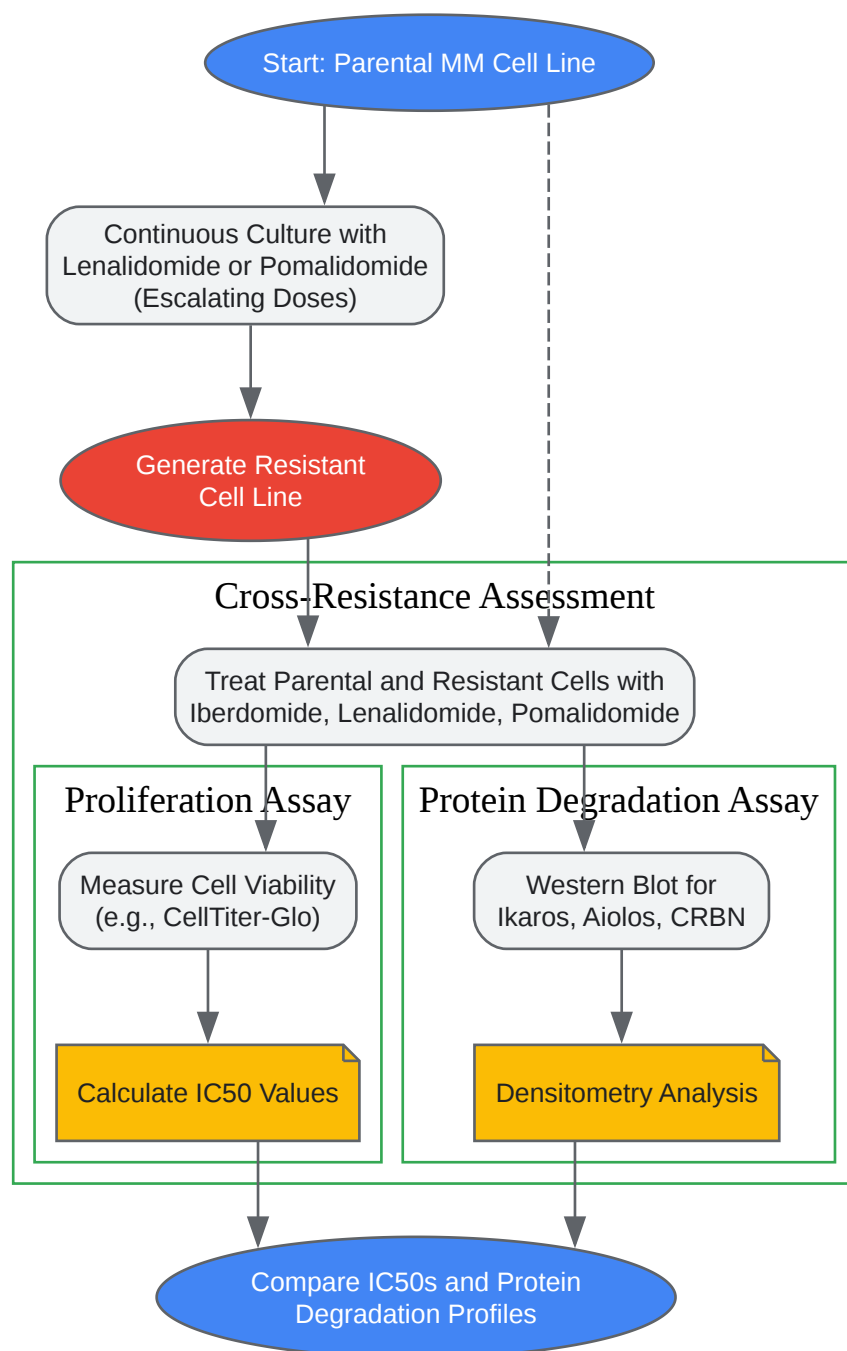 Start: Parental MM Cell Line
Continuous Culture with
Lenalidomide or Pomalidomide
(Escalating Doses)
Generate Resistant
Cell Line
Cross-Resistance Assessment
Treat Parental and Resistant Cells with
Iberdomide, Lenalidomide, Pomalidomide
Proliferation Assay
Measure Cell Viability
(e.g., CellTiter-Glo)
Calculate IC50 Values
Protein Degradation Assay
Western Blot for
Ikaros, Aiolos, CRBN
Densitometry Analysis
Compare IC50s and Protein
Degradation Profiles